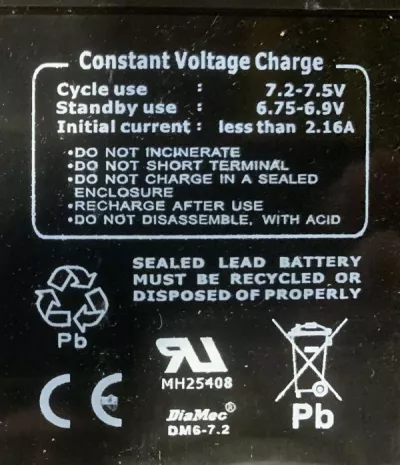 Constant Voltage Charge
Cycle use : 7.2-7.5V
Standby use : 6.75-6.9V
Initial current : less than 2.16A
•DO NOT INCINERATE
•DO NOT SHORT TERMINAL
•DO NOT CHARGE IN A SEALED
ENCLOSURE
•RECHARGE AFTER USE
•DO NOT DISASSEMBLE, WITH ACID
SEALED LEAD BATTERY
MUST BE RECYCLED OR
DISPOSED OF PROPERLY
Pb
CE
RU
MH25408
DiaMec®
DM6-7.2
Pb